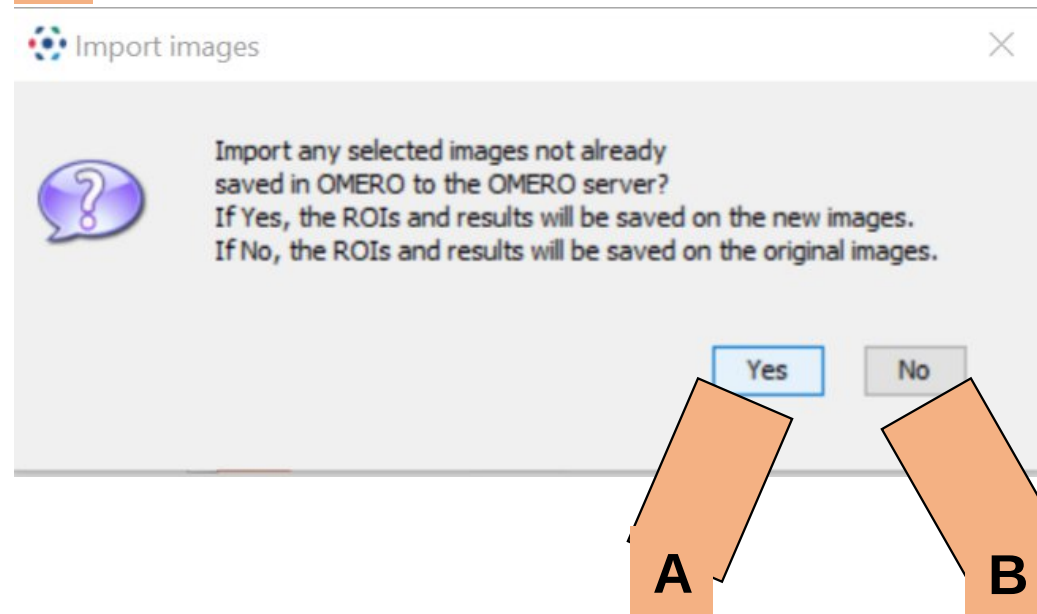 Import images
Import any selected images not already
saved in OMERO to the OMERO server?
If Yes, the ROIs and results will be saved on the new images.
If No, the ROIs and results will be saved on the original images.
Yes No
A B